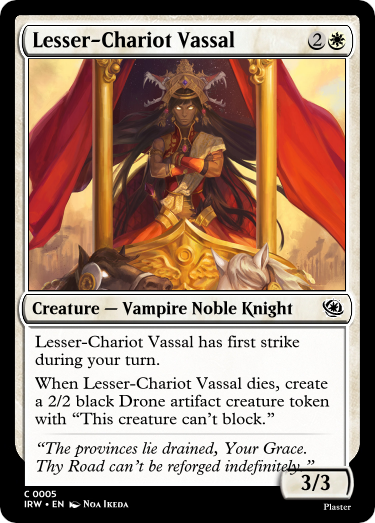 Lesser-Chariot Vassal 2
Creature — Vampire Noble Knight
Lesser-Chariot Vassal has first strike
during your turn.
When Lesser-Chariot Vassal dies, create
a 2/2 black Drone artifact creature token
with “This creature can’t block.”
“The provinces lie drained, Your Grace.
Thy Road can’t be reforged indefinitely.”
3/3
C 0005
IRW • EN Noa Ikeda
Plaster